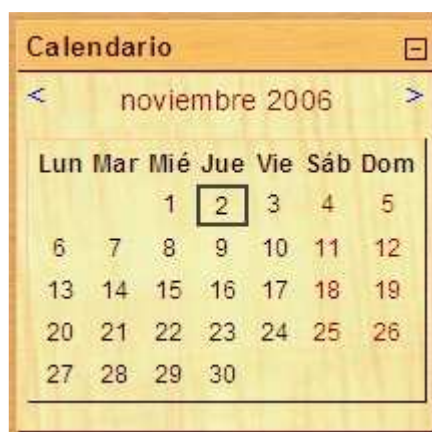 Calendario
< noviembre 2006 >
Lun Mar Mié Jue Vie Sáb Dom
1 2 3 4 5
6 7 8 9 10 11 12
13 14 15 16 17 18 19
20 21 22 23 24 25 26
27 28 29 30